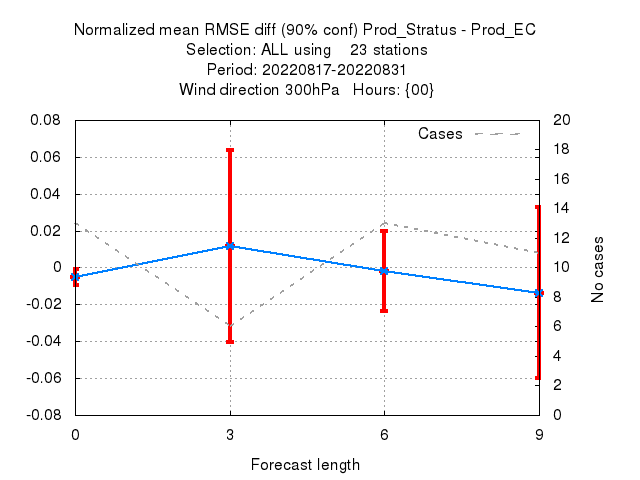 Normalized mean RMSE diff (90% conf) Prod_Stratus - Prod_EC
Selection: ALL using    23 stations
Period: 20220817-20220831
Wind direction 300hPa   Hours: {00}
Cases
0.08
0.06
0.04
0.02
0
-0.02
-0.04
-0.06
-0.08
20
18
16
14
12
10
8
6
4
2
0
No cases
0 3 6 9
Forecast length